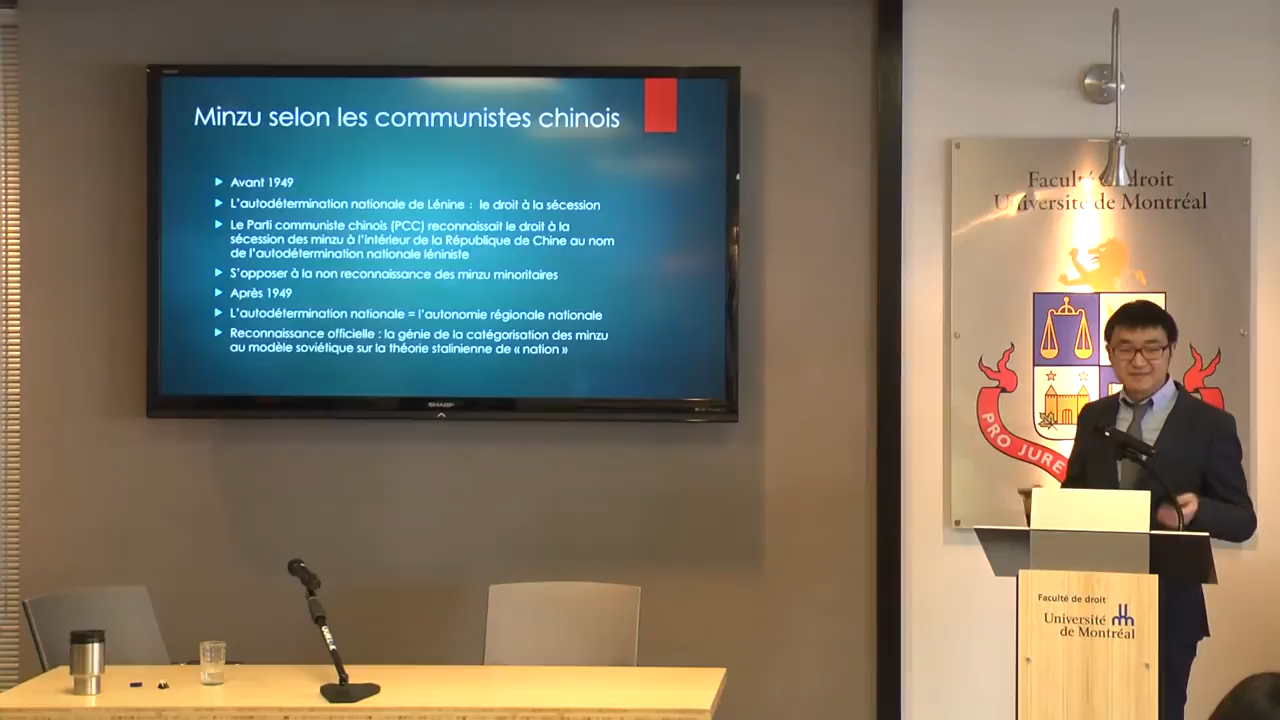 Minzu selon les communistes chinois
Avant 1949
L'autodétermination nationale de Lénine : le droit à la sécession
Le Parti communiste chinois (PCC) reconnaissait le droit à la
sécession des minzu à l'intérieur de la République de Chine au nom
de l'autodétermination nationale léniniste
S'opposer à la non reconnaissance des minzu minoritaires
Après 1949
L'autodétermination nationale = l'autonomie régionale nationale
Reconnaissance officielle : la génie de la catégorisation des minzu
au modèle soviétique sur la théorie stalinienne de « nation »
SHARP
droit
de Montréal
PRO JURE
Faculté de droit
Université
de Montréal